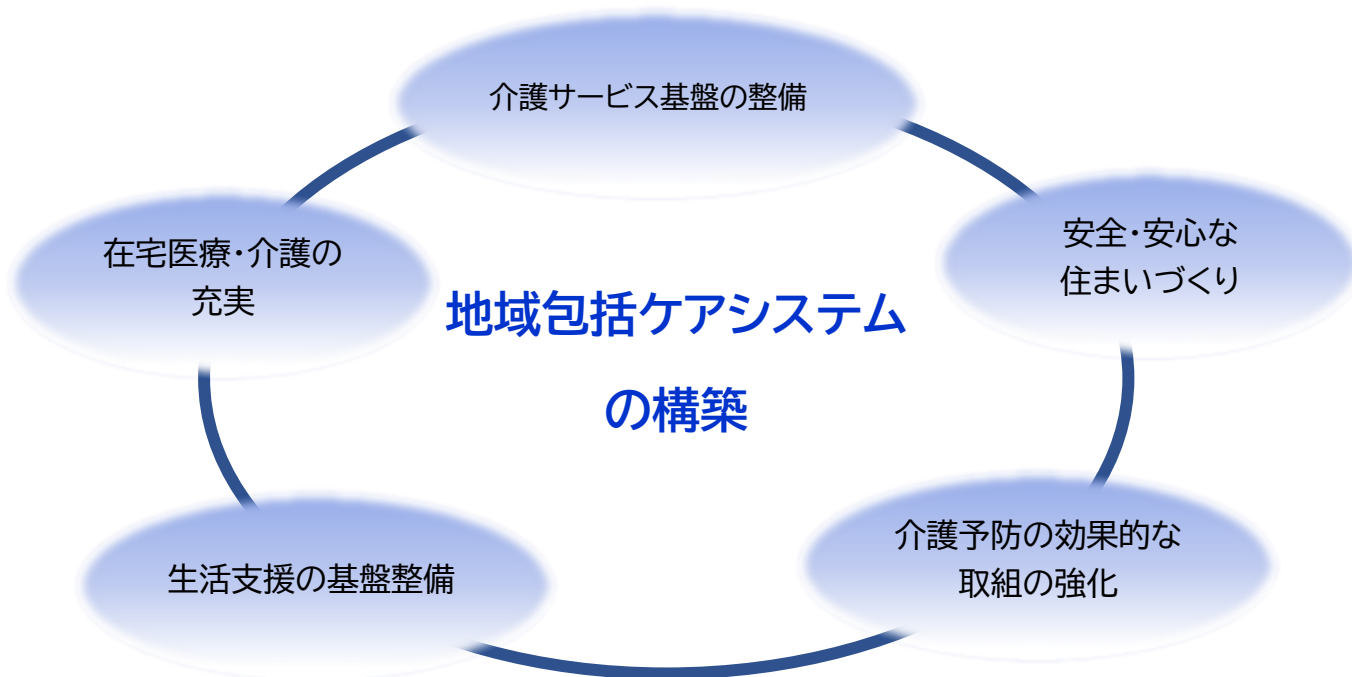 介護サービス基盤の整備
安全・安心な
住まいづくり
在宅医療・介護の
充実
地域包括ケアシステム
の構築
介護予防の効果的な
取組の強化
生活支援の基盤整備